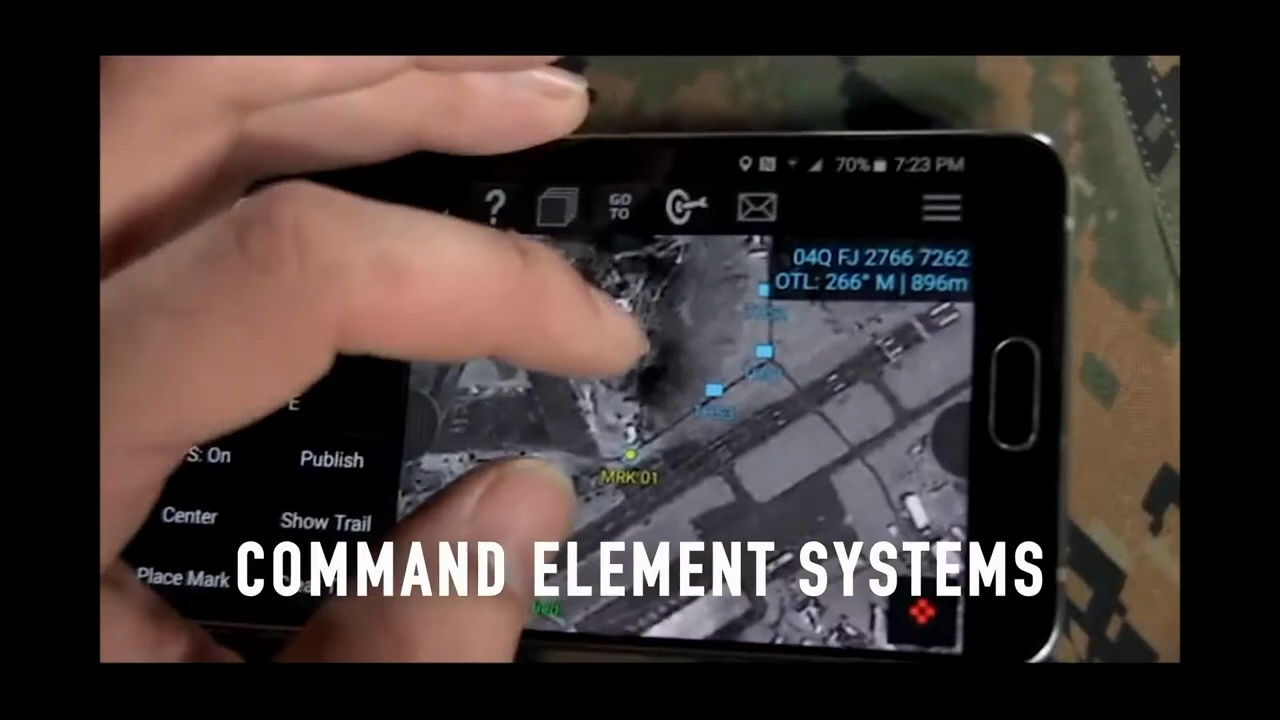 70% 7:23 PM
?
GO
TO
04Q FJ 2766 7262
OTL: 266° M | 896m
E
S: On
Publish
MRK 01
Center
Show Trail
Place Mark
COMMAND ELEMENT SYSTEMS